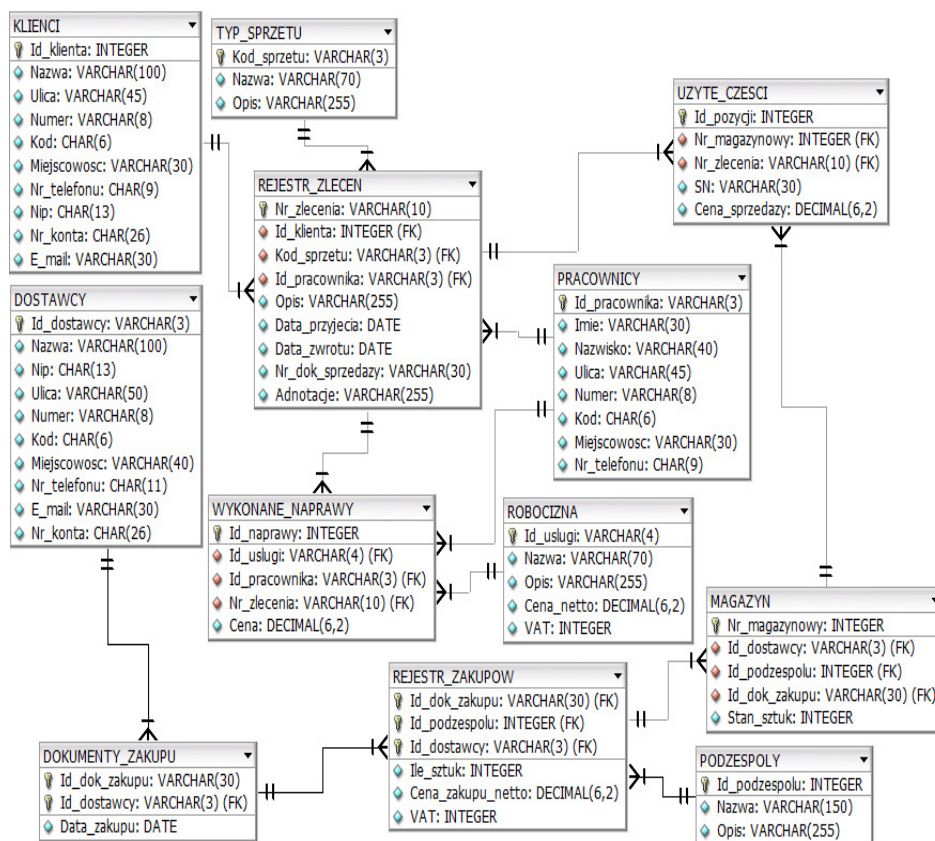 KLIENCI
Id_klienta: INTEGER
Nazwa: VARCHAR(100)
Ulica: VARCHAR(45)
Numer: VARCHAR(8)
Kod: CHAR(6)
Miejscowosc: VARCHAR(30)
Nr_telefonu: CHAR(9)
Nip: CHAR(13)
Nr_konta: CHAR(26)
E_mail: VARCHAR(30)
TYP_SPRZETU
Kod_sprzetu: VARCHAR(3)
Nazwa: VARCHAR(70)
Opis: VARCHAR(255)
UZYTE_CZESCI
Id_pozycji: INTEGER
Nr_magazynowy: INTEGER (FK)
Nr_zlecenia: VARCHAR(10) (FK)
SN: VARCHAR(30)
Cena_sprzedazy: DECIMAL(6,2)
REJESTR_ZLECEN
Nr_zlecenia: VARCHAR(10)
Id_klienta: INTEGER (FK)
Kod_sprzetu: VARCHAR(3) (FK)
Id_pracownika: VARCHAR(3) (FK)
Opis: VARCHAR(255)
Data_przyjecia: DATE
Data_zwrotu: DATE
Nr_dok_sprzedazy: VARCHAR(30)
Adnotacje: VARCHAR(255)
PRACOWNICY
Id_pracownika: VARCHAR(3)
Imie: VARCHAR(30)
Nazwisko: VARCHAR(40)
Ulica: VARCHAR(45)
Numer: VARCHAR(8)
Kod: CHAR(6)
Miejscowosc: VARCHAR(30)
Nr_telefonu: CHAR(9)
DOSTAWCY
Id_dostawcy: VARCHAR(3)
Nazwa: VARCHAR(100)
Nip: CHAR(13)
Ulica: VARCHAR(50)
Numer: VARCHAR(8)
Kod: CHAR(6)
Miejscowosc: VARCHAR(40)
Nr_telefonu: CHAR(11)
E_mail: VARCHAR(30)
Nr_konta: CHAR(26)
WYKONANE_NAPRAWY
Id_naprawy: INTEGER
Id_uslugi: VARCHAR(4) (FK)
Id_pracownika: VARCHAR(3) (FK)
Nr_zlecenia: VARCHAR(10) (FK)
Cena: DECIMAL(6,2)
ROBOCIZNA
Id_uslugi: VARCHAR(4)
Nazwa: VARCHAR(70)
Opis: VARCHAR(255)
Cena_netto: DECIMAL(6,2)
VAT: INTEGER
MAGAZYN
Nr_magazynowy: INTEGER
Id_dostawcy: VARCHAR(3) (FK)
Id_podzespolu: INTEGER (FK)
Id_dok_zakupu: VARCHAR(30) (FK)
Stan_sztuk: INTEGER
REJESTR_ZAKUPOW
Id_dok_zakupu: VARCHAR(30) (FK)
Id_podzespolu: INTEGER (FK)
Id_dostawcy: VARCHAR(3) (FK)
Ile_sztuk: INTEGER
Cena_zakupu_netto: DECIMAL(6,2)
VAT: INTEGER
DOKUMENTY_ZAKUPU
Id_dok_zakupu: VARCHAR(30)
Id_dostawcy: VARCHAR(3) (FK)
Data_zakupu: DATE
PODZESPOLY
Id_podzespolu: INTEGER
Nazwa: VARCHAR(150)
Opis: VARCHAR(255)